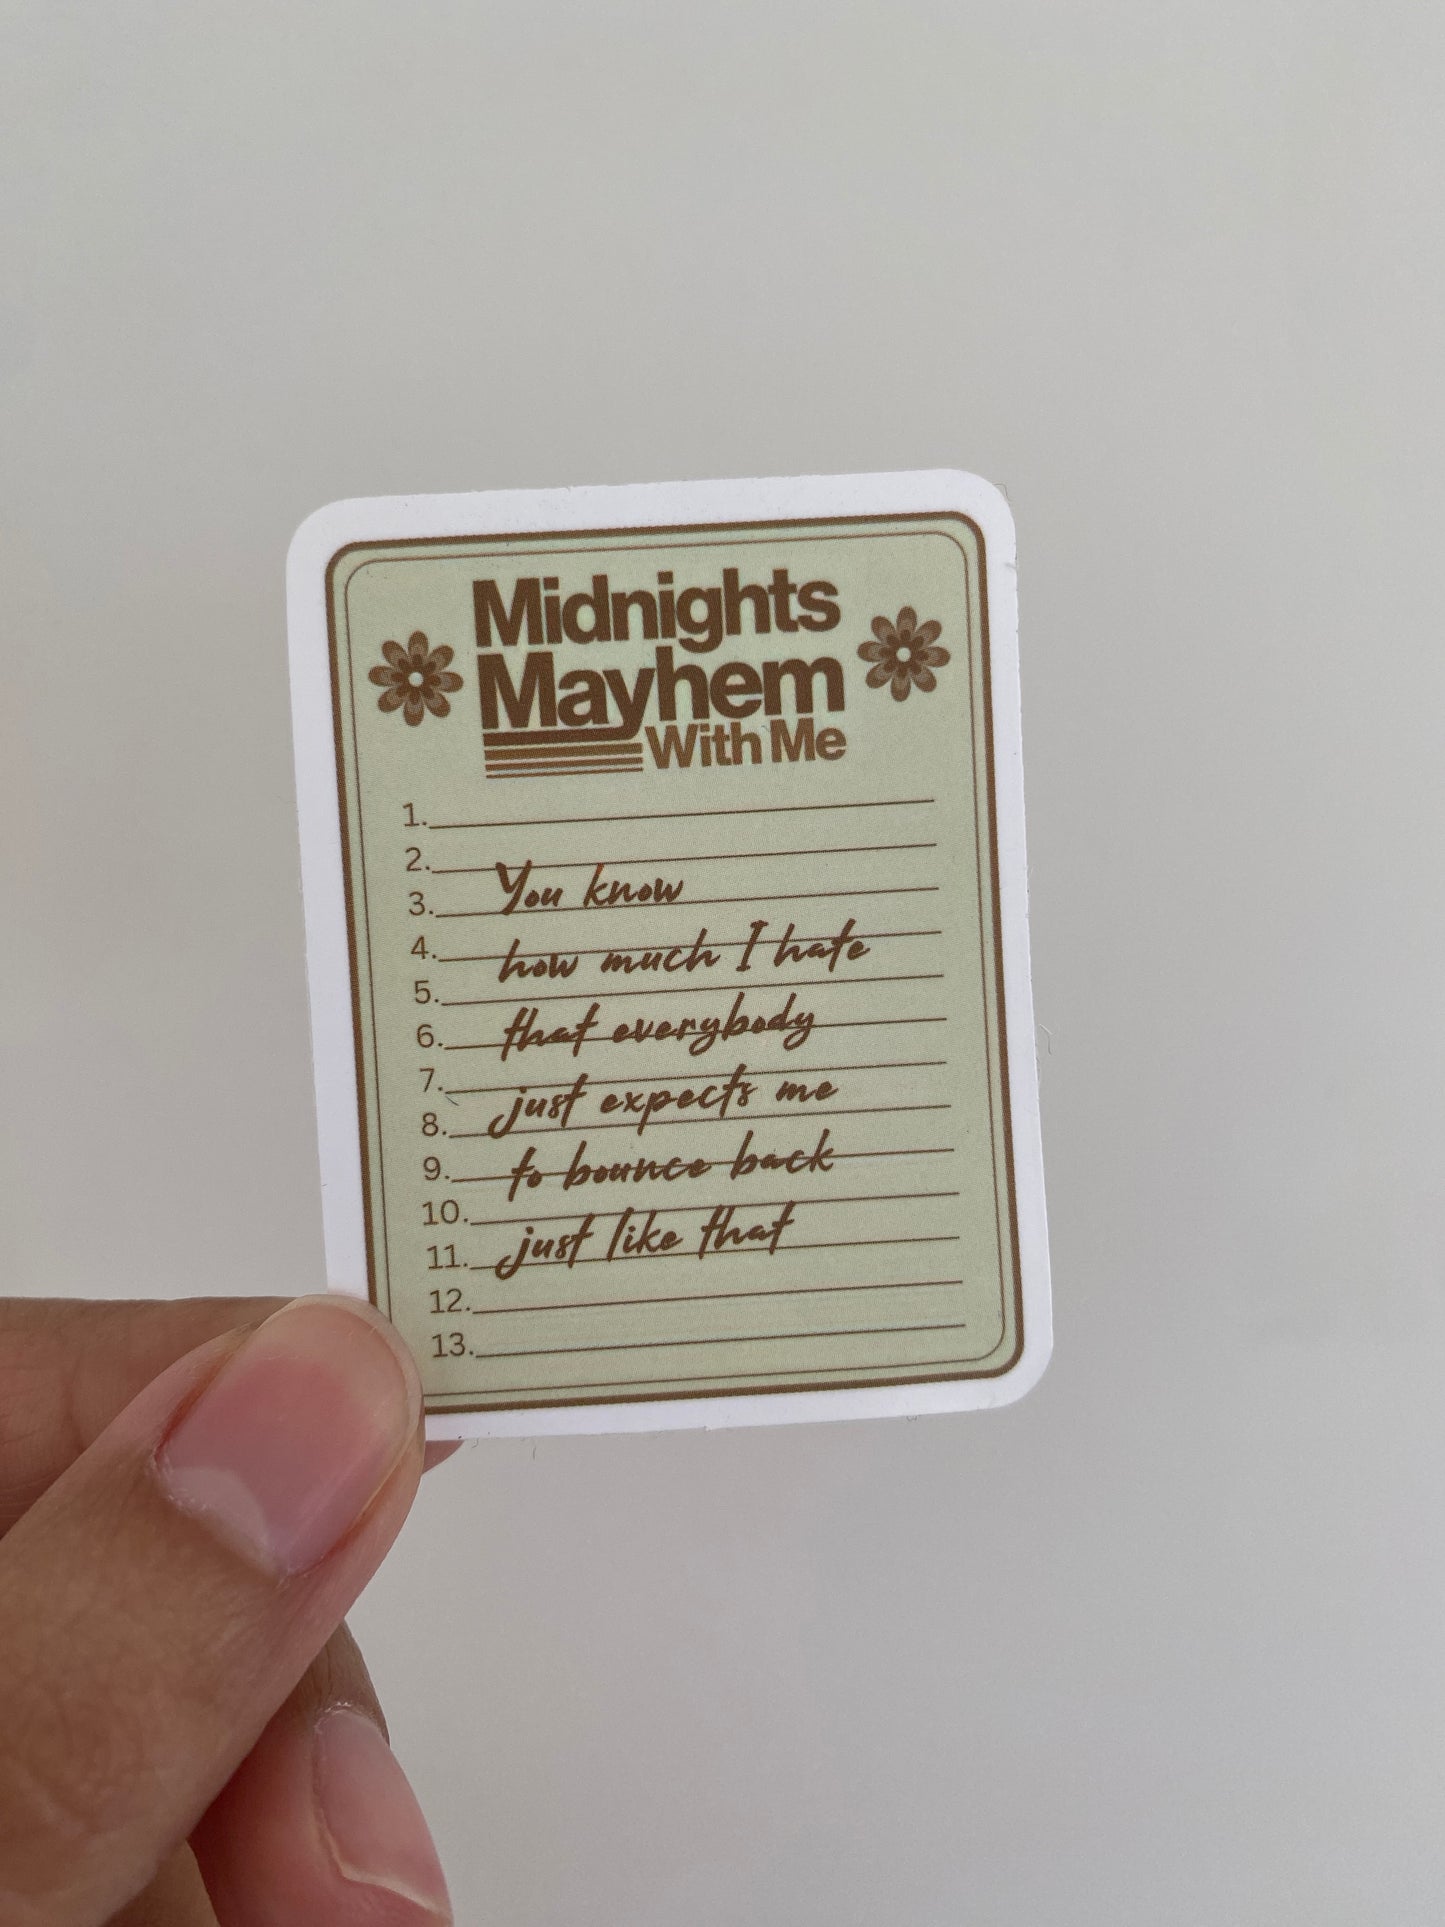 Midnights
Mayhem
With Me
1.
2.
3. You know
4. how much I hate
5.
6. that everybody
7.
8. just expects me
9. to bounce back
10.
11. just like that
12.
13.